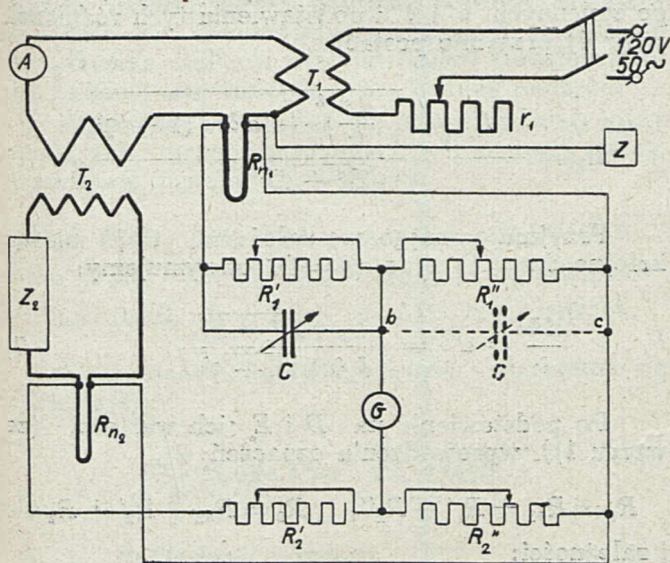 A
T₁
120V
50~
r₁
Z
Rₙ₁
T₂
Z₂
R₁'
R₁"
b
c
C
C
G
Rₙ₂
R₂'
R₂"